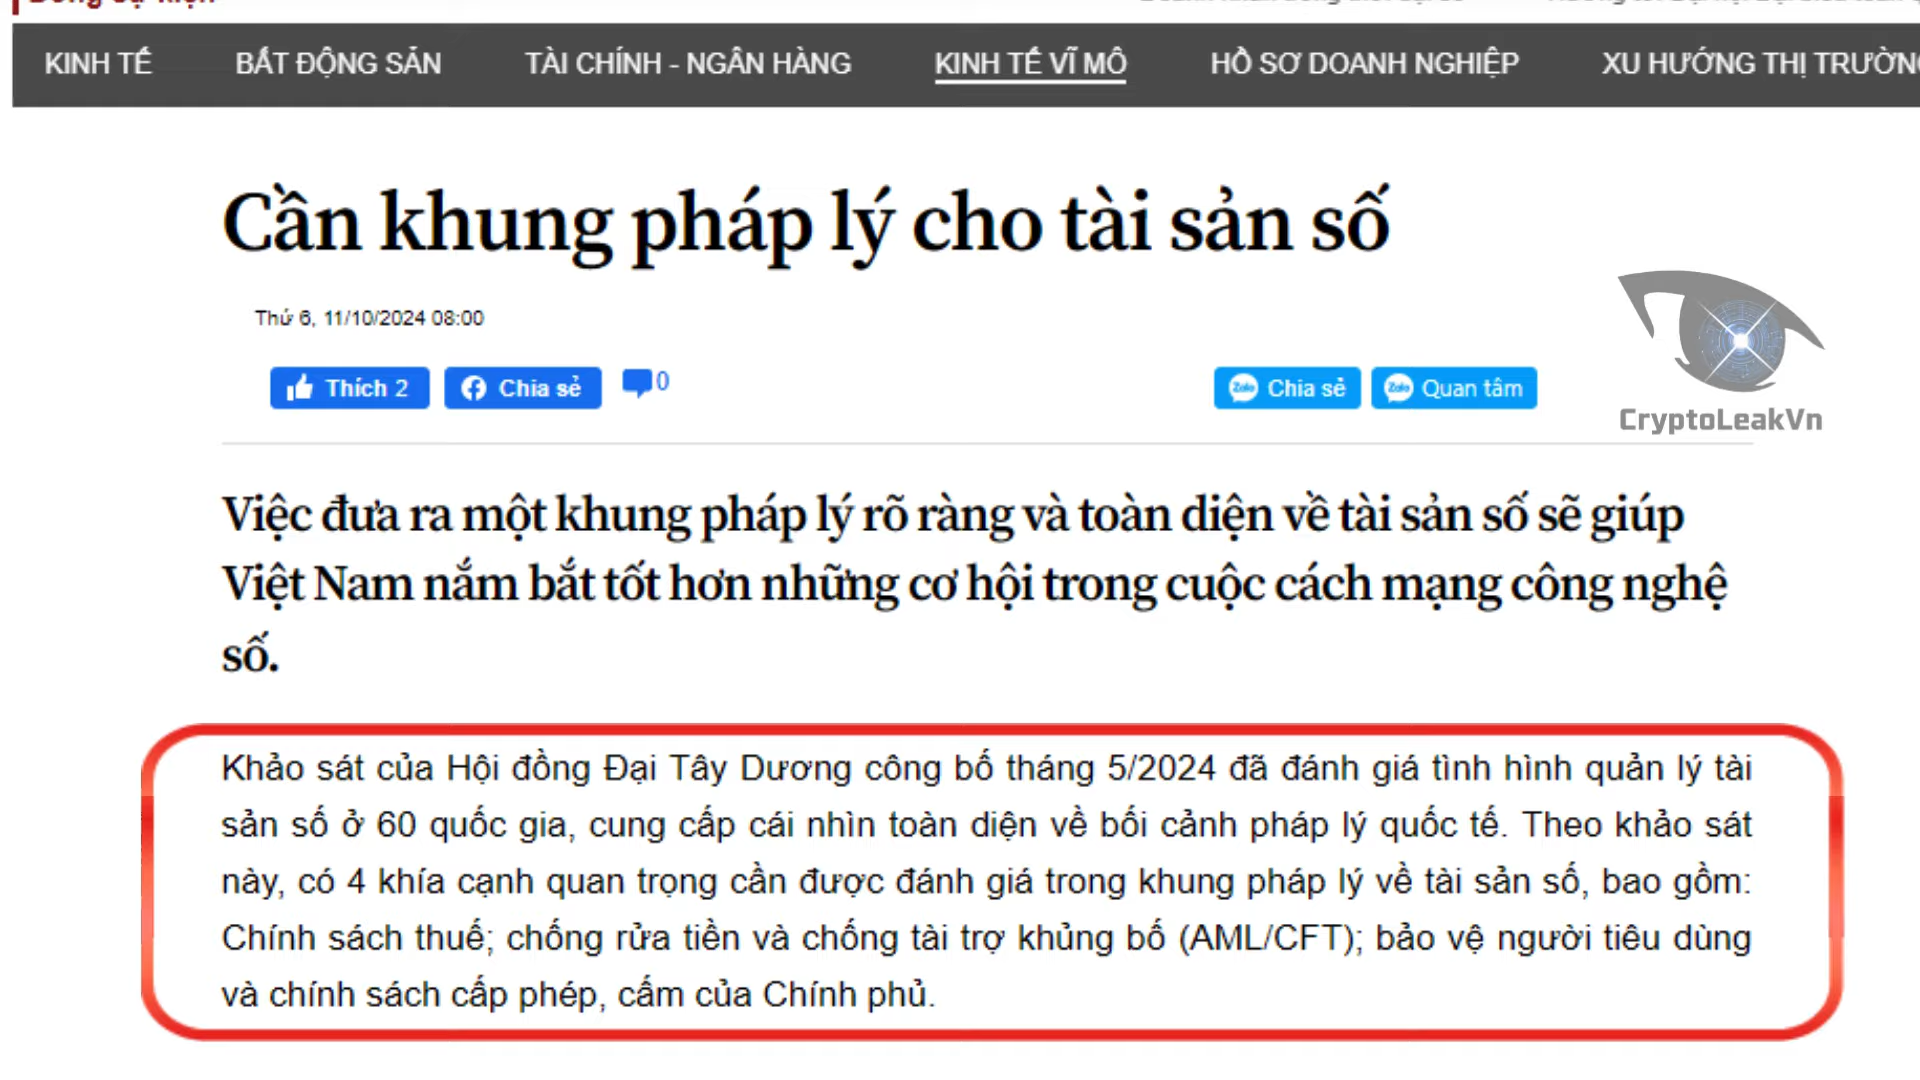 KINH TẾ BẤT ĐỘNG SẢN TÀI CHÍNH - NGÂN HÀNG KINH TẾ VĨ MÔ HỒ SƠ DOANH NGHIỆP XU HƯỚNG THỊ
Cần khung pháp lý cho tài sản số
Thứ 6, 11/10/2024 08:00
Thích 2 Chia sẻ 0 Zalo Chia sẻ Zalo Quan tâm
CryptoLeakVn
Việc đưa ra một khung pháp lý rõ ràng và toàn diện về tài sản số sẽ giúp
Việt Nam nắm bắt tốt hơn những cơ hội trong cuộc cách mạng công nghệ
số.
Khảo sát của Hội đồng Đại Tây Dương công bố tháng 5/2024 đã đánh giá tình hình quản lý tài
sản số ở 60 quốc gia, cung cấp cái nhìn toàn diện về bối cảnh pháp lý quốc tế. Theo khảo sát
này, có 4 khía cạnh quan trọng cần được đánh giá trong khung pháp lý về tài sản số, bao gồm:
Chính sách thuế; chống rửa tiền và chống tài trợ khủng bố (AML/CFT); bảo vệ người tiêu dùng
và chính sách cấp phép, cấm của Chính phủ.